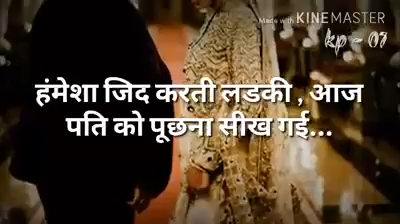 Made with KINEMASTER
kp - 07
हंमेशा जिद करती लडकी , आज
पति को पूछना सीख गई...